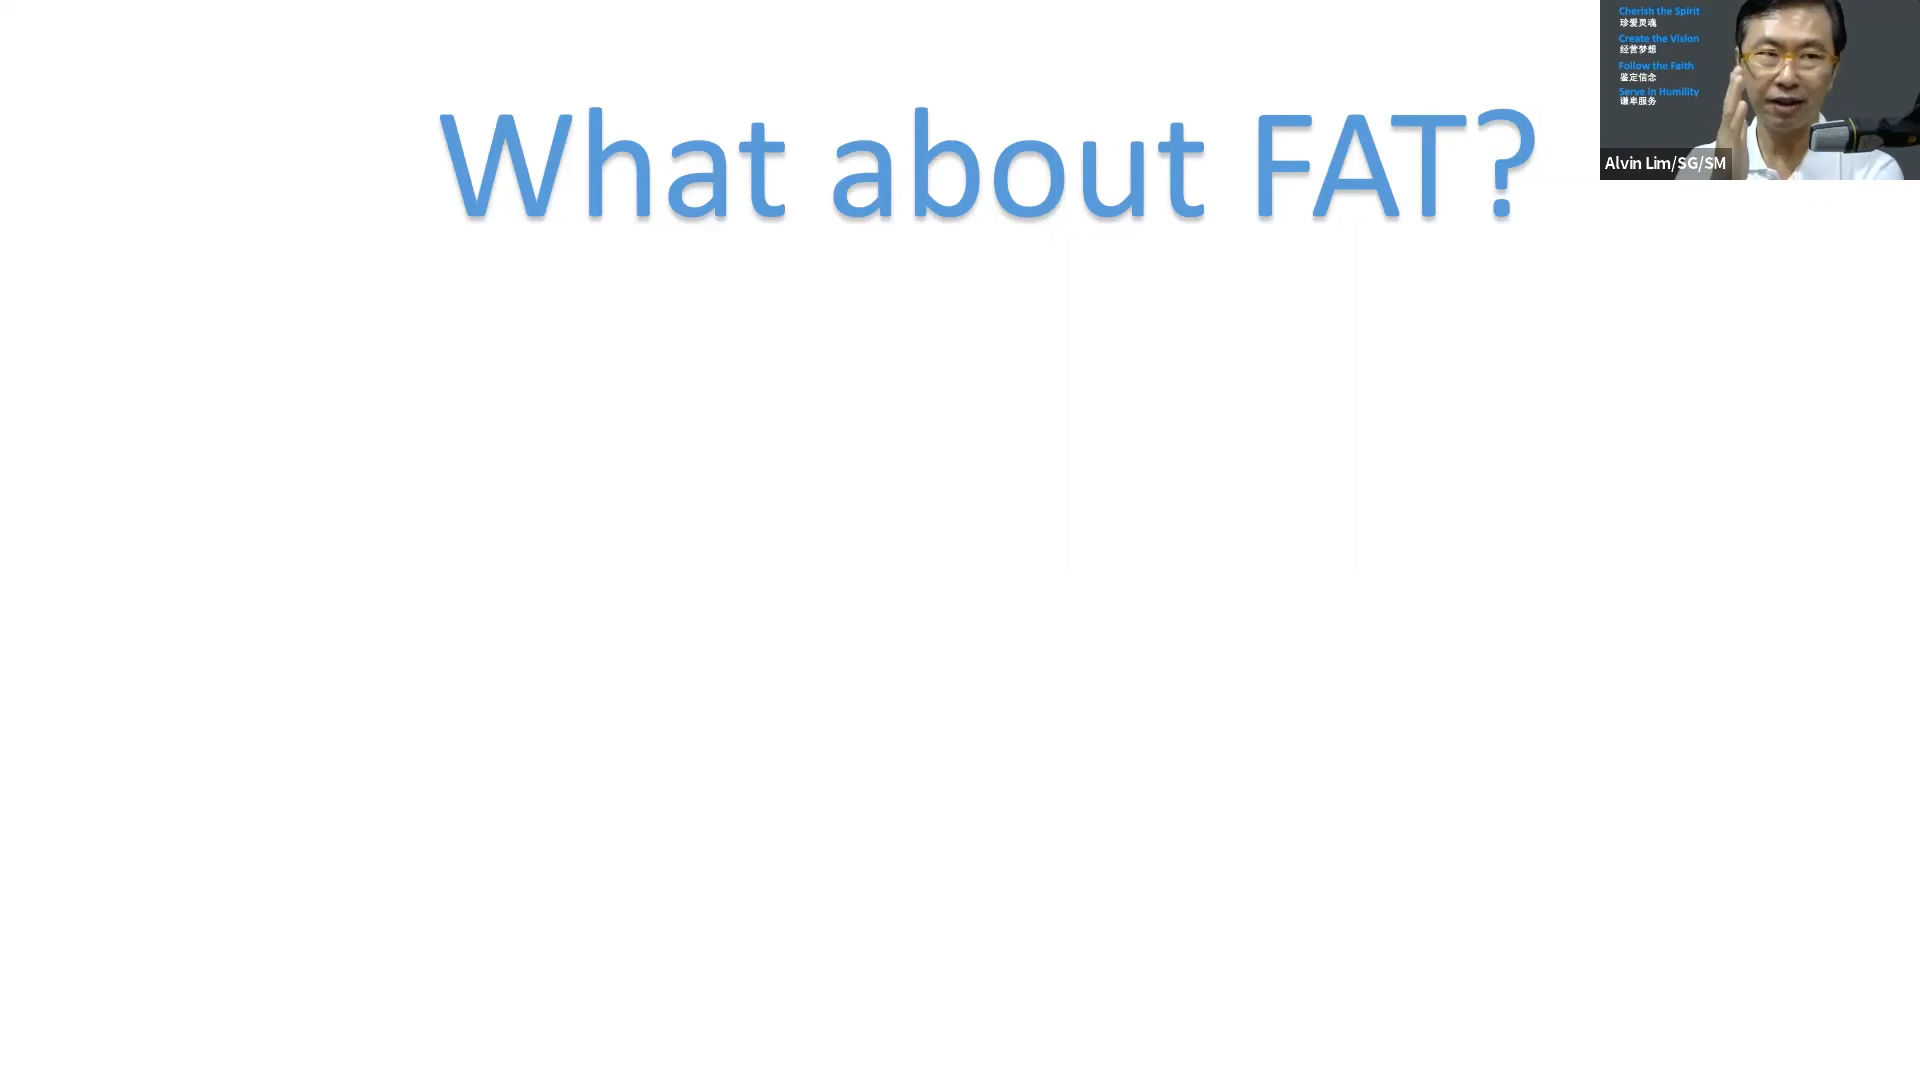 What about FAT?
Cherish the Spirit
珍爱灵魂
Create the Vision
经营梦想
Follow the Faith
鉴定信念
Serve in Humility
谦卑服务
Alvin Lim/SG/SM